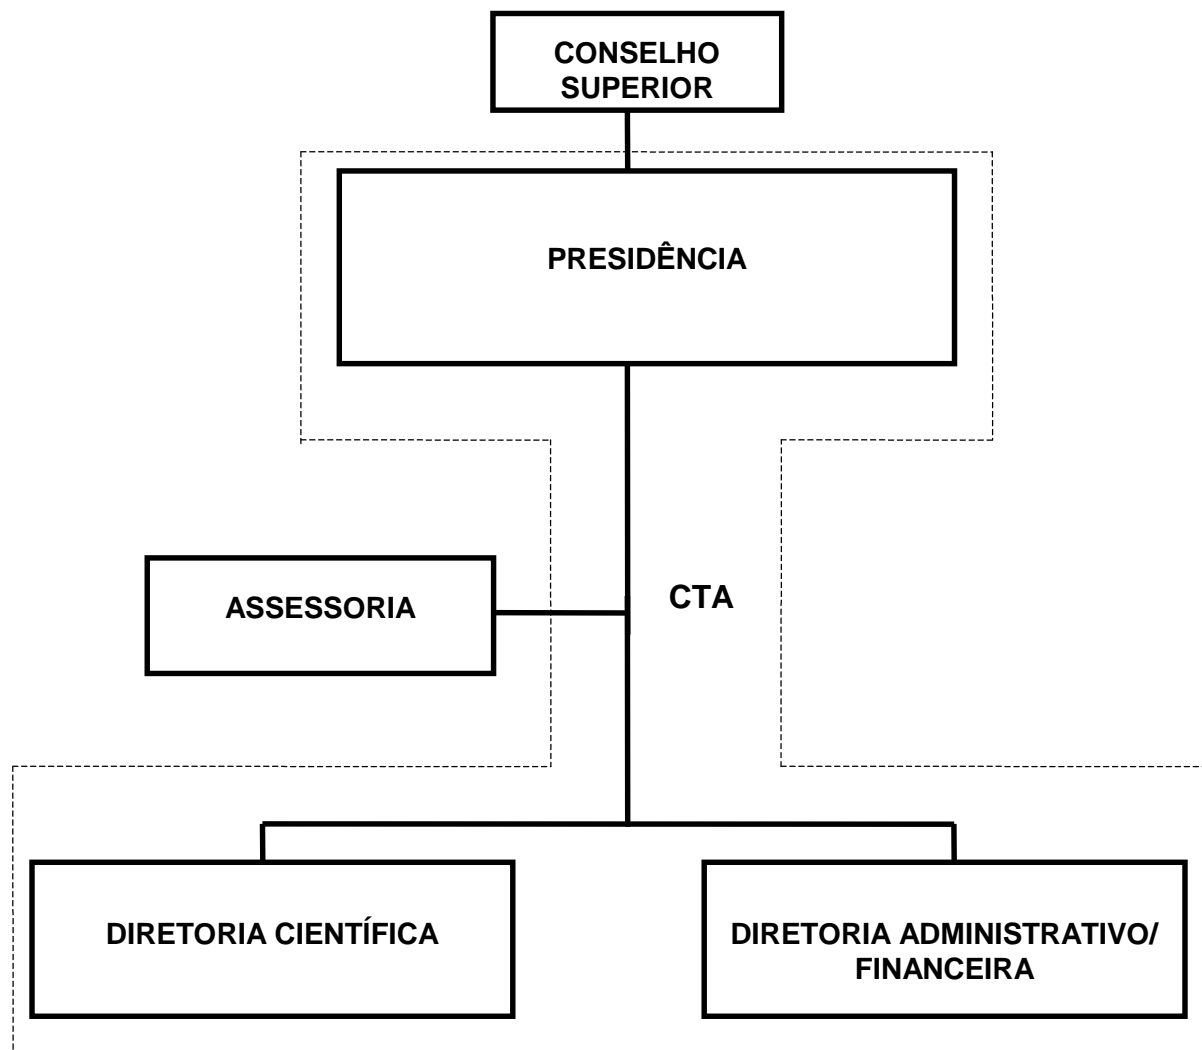 CONSELHO
SUPERIOR
PRESIDÊNCIA
ASSESSORIA
CTA
DIRETORIA CIENTÍFICA
DIRETORIA ADMINISTRATIVO/
FINANCEIRA